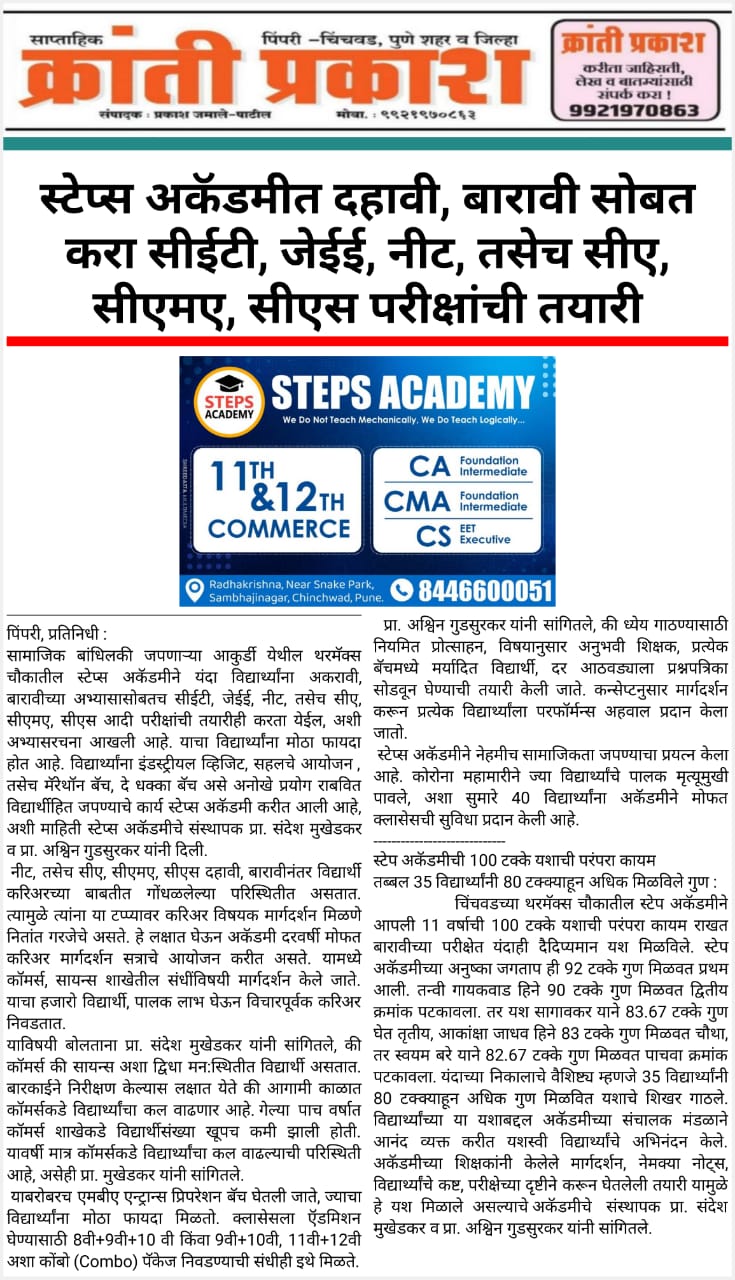 साप्ताहिक
पिंपरी –चिंचवड, पुणे शहर व जिल्हा
क्रांती प्रकाश
संपादक : प्रकाश जमाले-पाटील
मोबा. : ९९२१९७०८६३
क्रांती प्रकाश
करीता जाहिराती,
लेख व बातम्यांसाठी
संपर्क करा !
9921970863
स्टेप्स अकॅडमीत दहावी, बारावी सोबत
करा सीईटी, जेईई, नीट, तसेच सीए,
सीएमए, सीएस परीक्षांची तयारी
STEPS ACADEMY
STEPS ACADEMY
We Do Not Teach Mechanically, We Do Teach Logically...
11TH
&12TH
COMMERCE
CA Foundation Intermediate
CMA Foundation Intermediate
CS EET Executive
Radhakrishna, Near Snake Park,
Sambhajinagar, Chinchwad, Pune.
8446600051
पिंपरी, प्रतिनिधी :
सामाजिक बांधिलकी जपणाऱ्या आकुर्डी येथील थरमॅक्स
चौकातील स्टेप्स अकॅडमीने यंदा विद्यार्थ्यांना अकरावी,
बारावीच्या अभ्यासासोबतच सीईटी, जेईई, नीट, तसेच सीए,
सीएमए, सीएस आदी परीक्षांची तयारीही करता येईल, अशी
अभ्यासरचना आखली आहे. याचा विद्यार्थ्यांना मोठा फायदा
होत आहे. विद्यार्थ्यांना इंडस्ट्रीयल व्हिजिट, सहलचे आयोजन ,
तसेच मॅरेथॉन बॅच, दे धक्का बॅच असे अनोखे प्रयोग राबवित
विद्यार्थीहित जपण्याचे कार्य स्टेप्स अकॅडमी करीत आली आहे,
अशी माहिती स्टेप्स अकॅडमीचे संस्थापक प्रा. संदेश मुखेडकर
व प्रा. अश्विन गुडसुरकर यांनी दिली.
नीट, तसेच सीए, सीएमए, सीएस दहावी, बारावीनंतर विद्यार्थी
करिअरच्या बाबतीत गोंधळलेल्या परिस्थितीत असतात.
त्यामुळे त्यांना या टप्प्यावर करिअर विषयक मार्गदर्शन मिळणे
नितांत गरजेचे असते. हे लक्षात घेऊन अकॅडमी दरवर्षी मोफत
करिअर मार्गदर्शन सत्राचे आयोजन करीत असते. यामध्ये
कॉमर्स, सायन्स शाखेतील संधींविषयी मार्गदर्शन केले जाते.
याचा हजारो विद्यार्थी, पालक लाभ घेऊन विचारपूर्वक करिअर
निवडतात.
याविषयी बोलताना प्रा. संदेश मुखेडकर यांनी सांगितले, की
कॉमर्स की सायन्स अशा द्विधा मन:स्थितीत विद्यार्थी असतात.
बारकाईने निरीक्षण केल्यास लक्षात येते की आगामी काळात
कॉमर्सकडे विद्यार्थ्यांचा कल वाढणार आहे. गेल्या पाच वर्षात
कॉमर्स शाखेकडे विद्यार्थीसंख्या खूपच कमी झाली होती.
यावर्षी मात्र कॉमर्सकडे विद्यार्थ्यांचा कल वाढल्याची परिस्थिती
आहे, असेही प्रा. मुखेडकर यांनी सांगितले.
याबरोबरच एमबीए एन्ट्रान्स प्रिपरेशन बॅच घेतली जाते, ज्याचा
विद्यार्थ्यांना मोठा फायदा मिळतो. क्लासेसला ऍडमिशन
घेण्यासाठी 8वी+9वी+10 वी किंवा 9वी+10वी, 11वी+12वी
अशा कोंबो (Combo) पॅकेज निवडण्याची संधीही इथे मिळते.
प्रा. अश्विन गुडसुरकर यांनी सांगितले, की ध्येय गाठण्यासाठी
नियमित प्रोत्साहन, विषयानुसार अनुभवी शिक्षक, प्रत्येक
बॅचमध्ये मर्यादित विद्यार्थी, दर आठवड्याला प्रश्नपत्रिका
सोडवून घेण्याची तयारी केली जाते. कन्सेप्टनुसार मार्गदर्शन
करून प्रत्येक विद्यार्थ्याला परफॉर्मन्स अहवाल प्रदान केला
जातो.
स्टेप्स अकॅडमीने नेहमीच सामाजिकता जपण्याचा प्रयत्न केला
आहे. कोरोना महामारीने ज्या विद्यार्थ्यांचे पालक मृत्यूमुखी
पावले, अशा सुमारे 40 विद्यार्थ्यांना अकॅडमीने मोफत
क्लासेसची सुविधा प्रदान केली आहे.
-----------------------------
स्टेप अकॅडमीची 100 टक्के यशाची परंपरा कायम
तब्बल 35 विद्यार्थ्यांनी 80 टक्क्याहून अधिक मिळविले गुण :
चिंचवडच्या थरमॅक्स चौकातील स्टेप अकॅडमीने
आपली 11 वर्षाची 100 टक्के यशाची परंपरा कायम राखत
बारावीच्या परीक्षेत यंदाही दैदिप्यमान यश मिळविले. स्टेप
अकॅडमीच्या अनुष्का जगताप ही 92 टक्के गुण मिळवत प्रथम
आली. तन्वी गायकवाड हिने 90 टक्के गुण मिळवत द्वितीय
क्रमांक पटकावला. तर यश सागावकर याने 83.67 टक्के गुण
घेत तृतीय, आकांक्षा जाधव हिने 83 टक्के गुण मिळवत चौथा,
तर स्वयम बरे याने 82.67 टक्के गुण मिळवत पाचवा क्रमांक
पटकावला. यंदाच्या निकालाचे वैशिष्ट्य म्हणजे 35 विद्यार्थ्यांनी
80 टक्क्याहून अधिक गुण मिळवित यशाचे शिखर गाठले.
विद्यार्थ्यांच्या या यशाबद्दल अकॅडमीच्या संचालक मंडळाने
आनंद व्यक्त करीत यशस्वी विद्यार्थ्यांचे अभिनंदन केले.
अकॅडमीच्या शिक्षकांनी केलेले मार्गदर्शन, नेमक्या नोट्स,
विद्यार्थ्यांचे कष्ट, परीक्षेच्या दृष्टीने करून घेतलेली तयारी यामुळे
हे यश मिळाले असल्याचे अकॅडमीचे संस्थापक प्रा. संदेश
मुखेडकर व प्रा. अश्विन गुडसुरकर यांनी सांगितले.